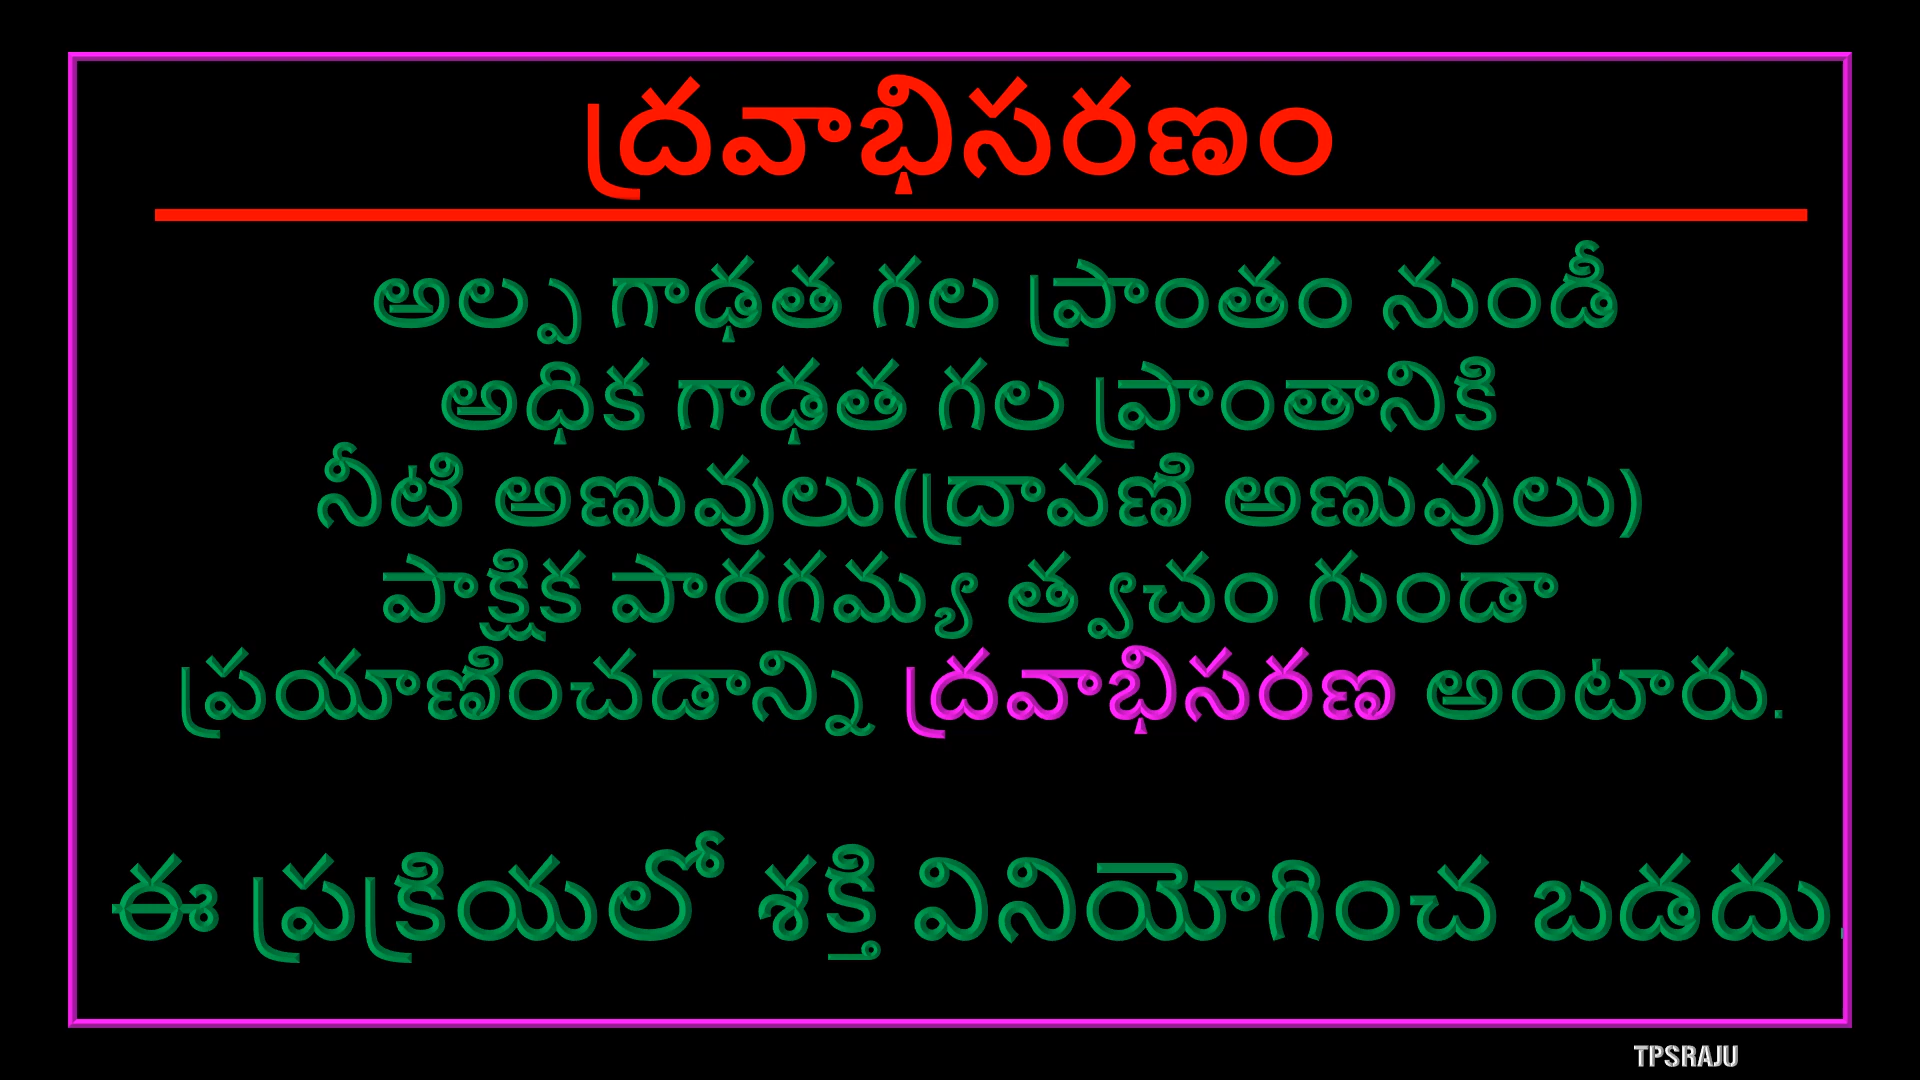 ద్రవాభిసరణం
అల్ప గాఢత గల ప్రాంతం నుండీ
అధిక గాఢత గల ప్రాంతానికి
నీటి అణువులు(ద్రావణి అణువులు)
పాక్షిక పారగమ్య త్వచం గుండా
ప్రయాణించడాన్ని ద్రవాభిసరణ అంటారు.
ఈ ప్రక్రియలో శక్తి వినియోగించ బడదు.
TPSRAJU